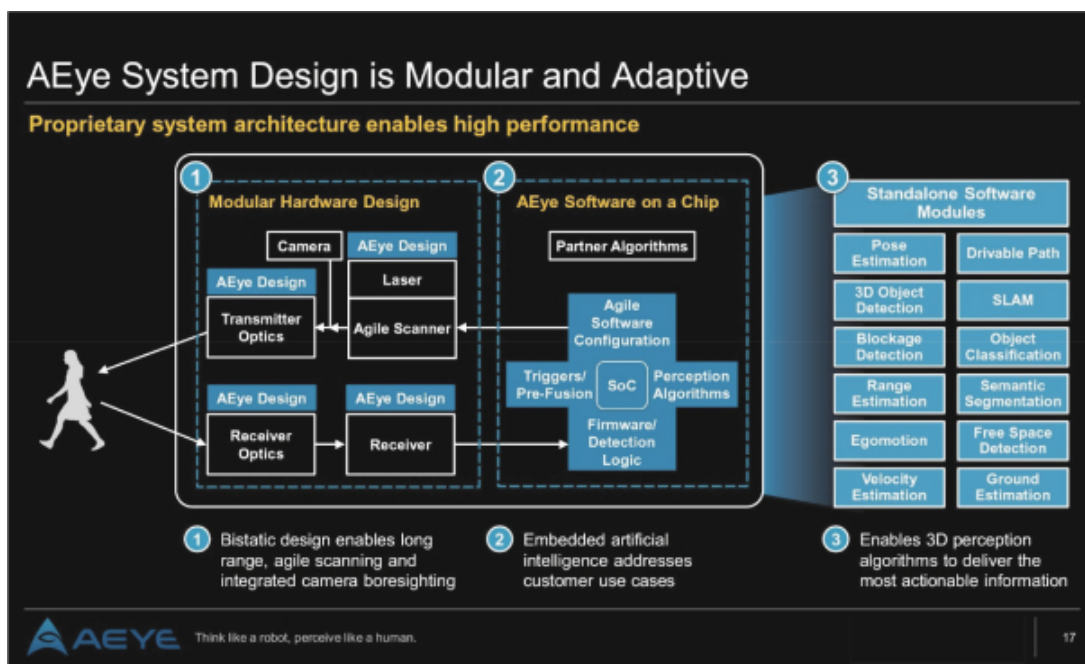 AEye System Design is Modular and Adaptive
Proprietary system architecture enables high performance
1
Modular Hardware Design
Camera
AEye Design
Laser
Agile Scanner
AEye Design
Transmitter
Optics
AEye Design
Receiver
Optics
AEye Design
Receiver
2
AEye Software on a Chip
Partner Algorithms
Agile
Software
Configuration
Triggers/
Pre-Fusion
SoC
Perception
Algorithms
Firmware/
Detection
Logic
3
Standalone Software
Modules
Pose
Estimation
Drivable Path
3D Object
Detection
SLAM
Blockage
Detection
Object
Classification
Range
Estimation
Semantic
Segmentation
Egomotion
Free Space
Detection
Velocity
Estimation
Ground
Estimation
1 Bistatic design enables long
range, agile scanning and
integrated camera boresighting
2 Embedded artificial
intelligence addresses
customer use cases
3 Enables 3D perception
algorithms to deliver the
most actionable information
AEYE
Think like a robot, perceive like a human.
17